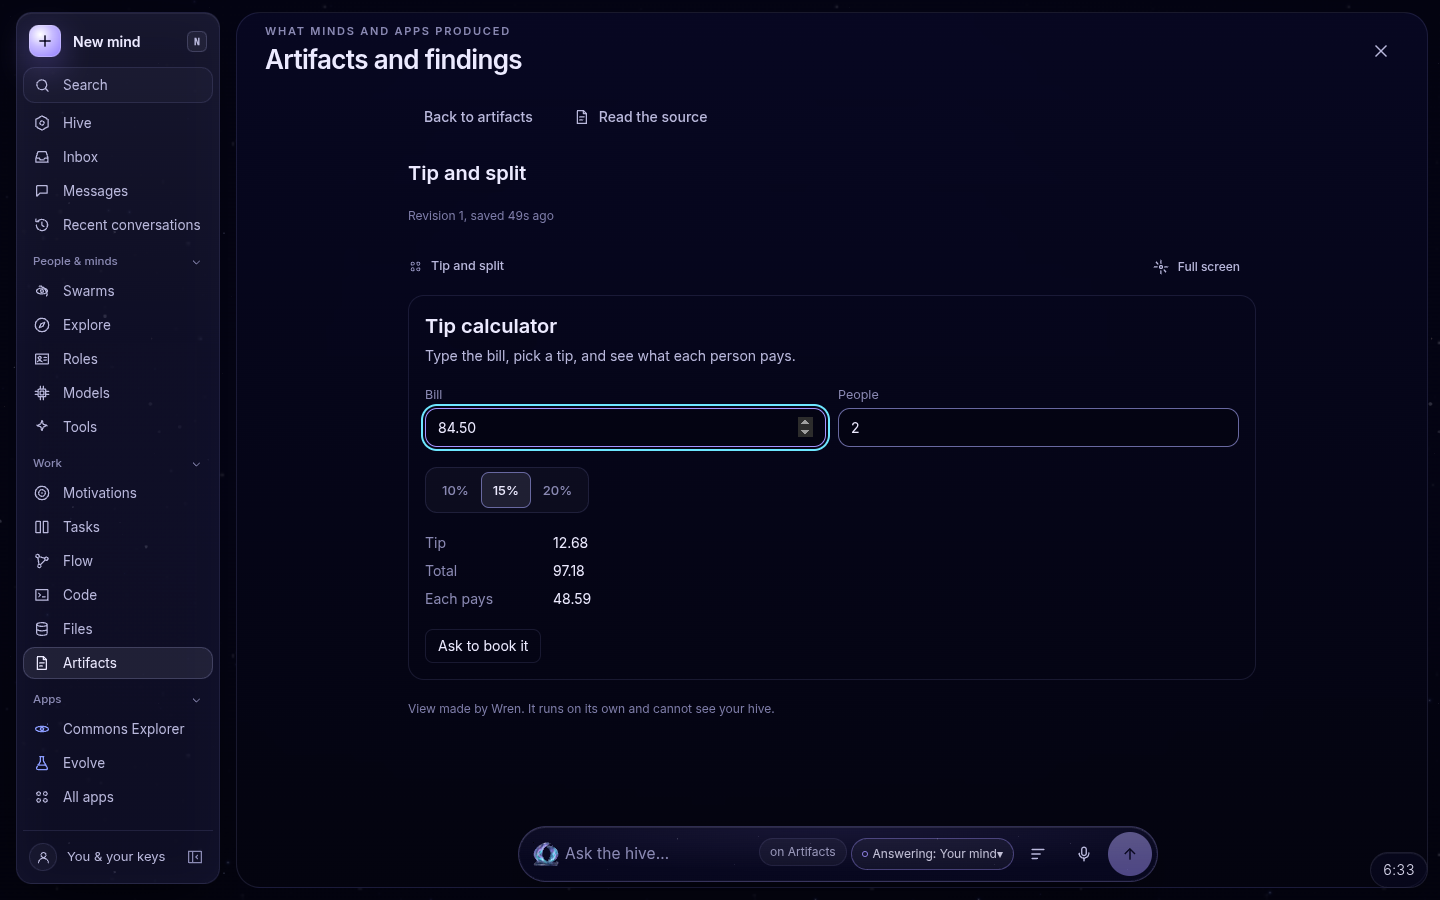 New mind
N
Search
Hive
Inbox
Messages
Recent conversations
People & minds
Swarms
Explore
Roles
Models
Tools
Work
Motivations
Tasks
Flow
Code
Files
Artifacts
Apps
Commons Explorer
Evolve
All apps
You & your keys
WHAT MINDS AND APPS PRODUCED
Artifacts and findings
Back to artifacts
Read the source
Tip and split
Revision 1, saved 49s ago
Tip and split
Full screen
Tip calculator
Type the bill, pick a tip, and see what each person pays.
Bill
People
84.50
2
10%
15%
20%
Tip
12.68
Total
97.18
Each pays
48.59
Ask to book it
View made by Wren. It runs on its own and cannot see your hive.
Ask the hive...
on Artifacts
Answering: Your mind▾
6:33